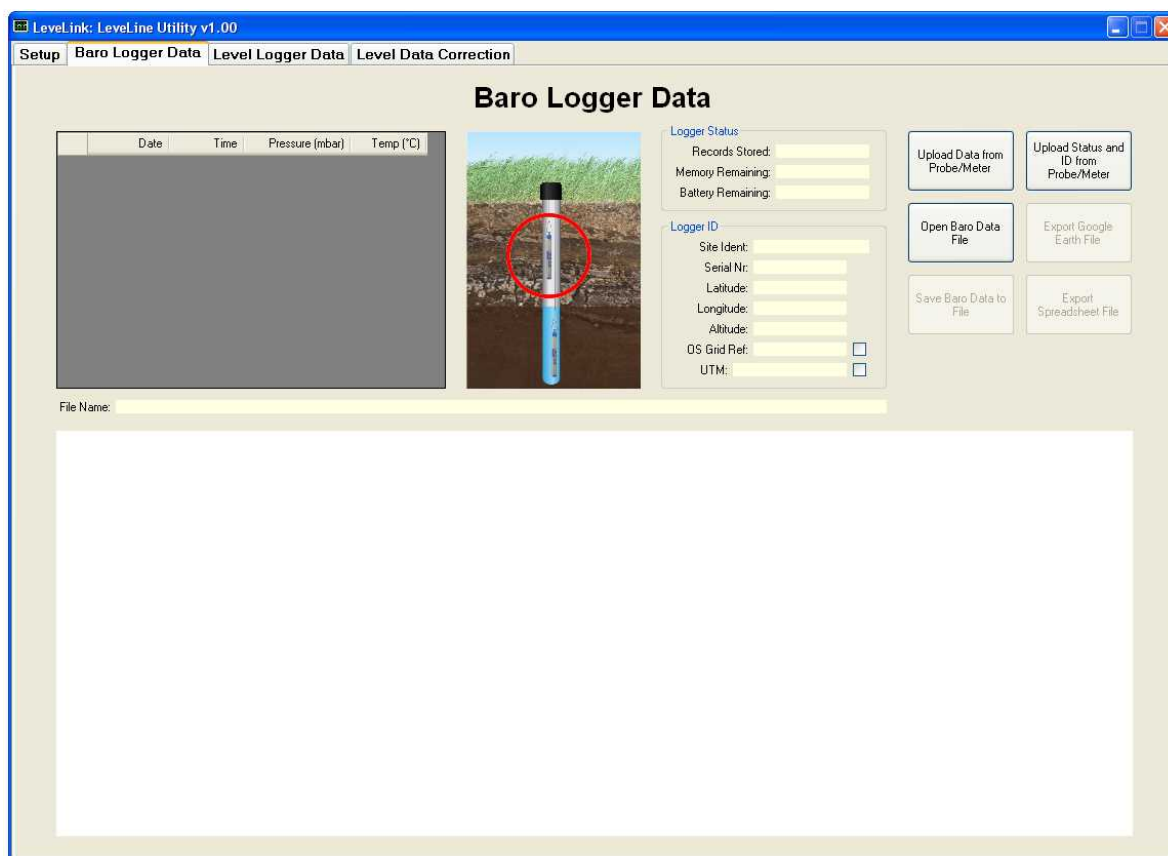 LeveLink: LeveLine Utility v1.00
Setup Baro Logger Data Level Logger Data Level Data Correction
Baro Logger Data
Date Time Pressure (mbar) Temp (°C)
Logger Status
Records Stored:
Memory Remaining:
Battery Remaining:
Logger ID
Site Ident:
Serial Nr:
Latitude:
Longitude:
Altitude:
OS Grid Ref:
UTM:
Upload Data from
Probe/Meter
Upload Status and
ID from
Probe/Meter
Open Baro Data
File
Export Google
Earth File
Save Baro Data to
File
Export
Spreadsheet File
File Name: